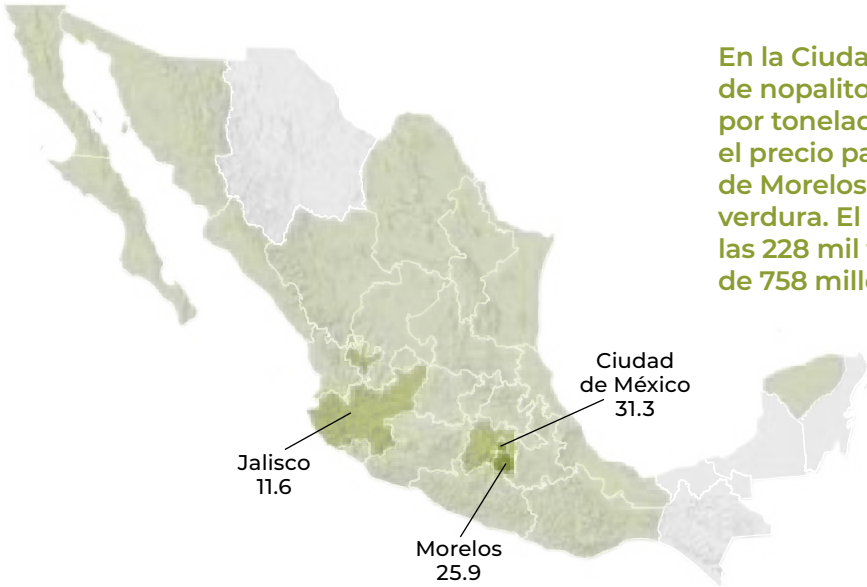 En la Ciuda
de nopalito
por tonelad
el precio pa
de Morelos
verdura. El
las 228 mil
de 758 mill
Ciudad
de México
31.3
Jalisco
11.6
Morelos
25.9